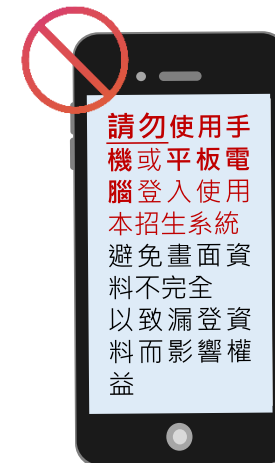 請勿使用手
機或平板電
腦登入使用
本招生系統
避免畫面資
料不完全
以致漏登資
料而影響權
益